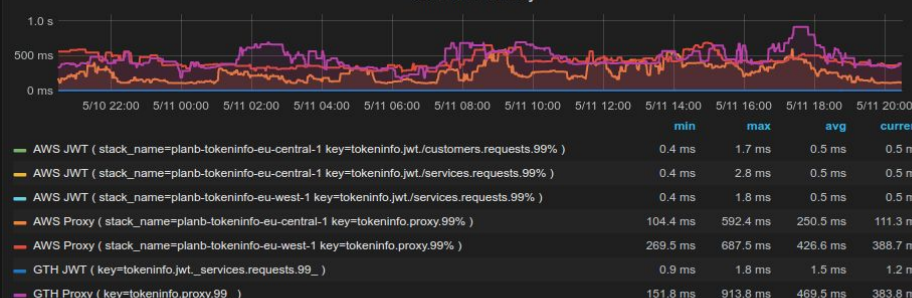 1.0 s
500 ms
0 ms
5/10 22:00 5/11 00:00 5/11 02:00 5/11 04:00 5/11 06:00 5/11 08:00 5/11 10:00 5/11 12:00 5/11 14:00 5/11 16:00 5/11 18:00 5/11 20:00
min max avg curre
AWS JWT ( stack_name=planb-tokeninfo-eu-central-1 key=tokeninfo.jwt./customers.requests.99% ) 0.4 ms 1.7 ms 0.5 ms 0.5 m
AWS JWT ( stack_name=planb-tokeninfo-eu-central-1 key=tokeninfo.jwt./services.requests.99% ) 0.4 ms 2.8 ms 0.5 ms 0.5 m
AWS JWT ( stack_name=planb-tokeninfo-eu-west-1 key=tokeninfo.jwt./services.requests.99% ) 0.4 ms 1.8 ms 0.5 ms 0.5 m
AWS Proxy ( stack_name=planb-tokeninfo-eu-central-1 key=tokeninfo.proxy.99% ) 104.4 ms 592.4 ms 250.5 ms 111.3 m
AWS Proxy ( stack_name=planb-tokeninfo-eu-west-1 key=tokeninfo.proxy.99% ) 269.5 ms 687.5 ms 426.6 ms 388.7 m
GTH JWT ( key=tokeninfo.jwt._services.requests.99_ ) 0.9 ms 1.8 ms 1.5 ms 1.2 m
GTH Proxy ( key=tokeninfo.proxy.99_ ) 151.8 ms 913.8 ms 469.5 ms 383.8 m